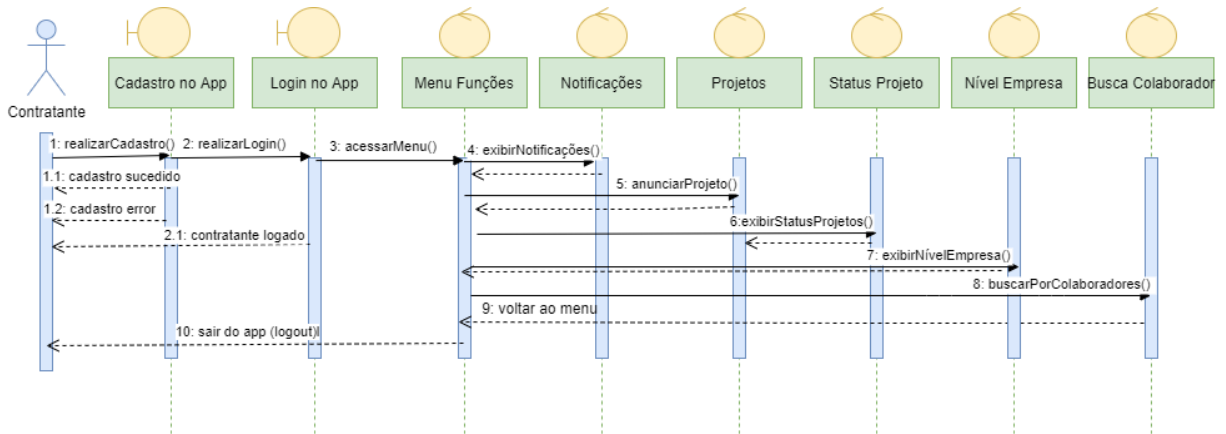 Contratante
Cadastro no App
Login no App
Menu Funções
Notificações
Projetos
Status Projeto
Nível Empresa
Busca Colaborador
1: realizarCadastro()
2: realizarLogin()
3: acessarMenu()
4: exibirNotificações()
1.1: cadastro sucedido
5: anunciarProjeto()
1.2: cadastro error
6:exibirStatusProjetos()
2.1: contratante logado
7: exibirNívelEmpresa()
8: buscarPorColaboradores()
9: voltar ao menu
10: sair do app (logout)l